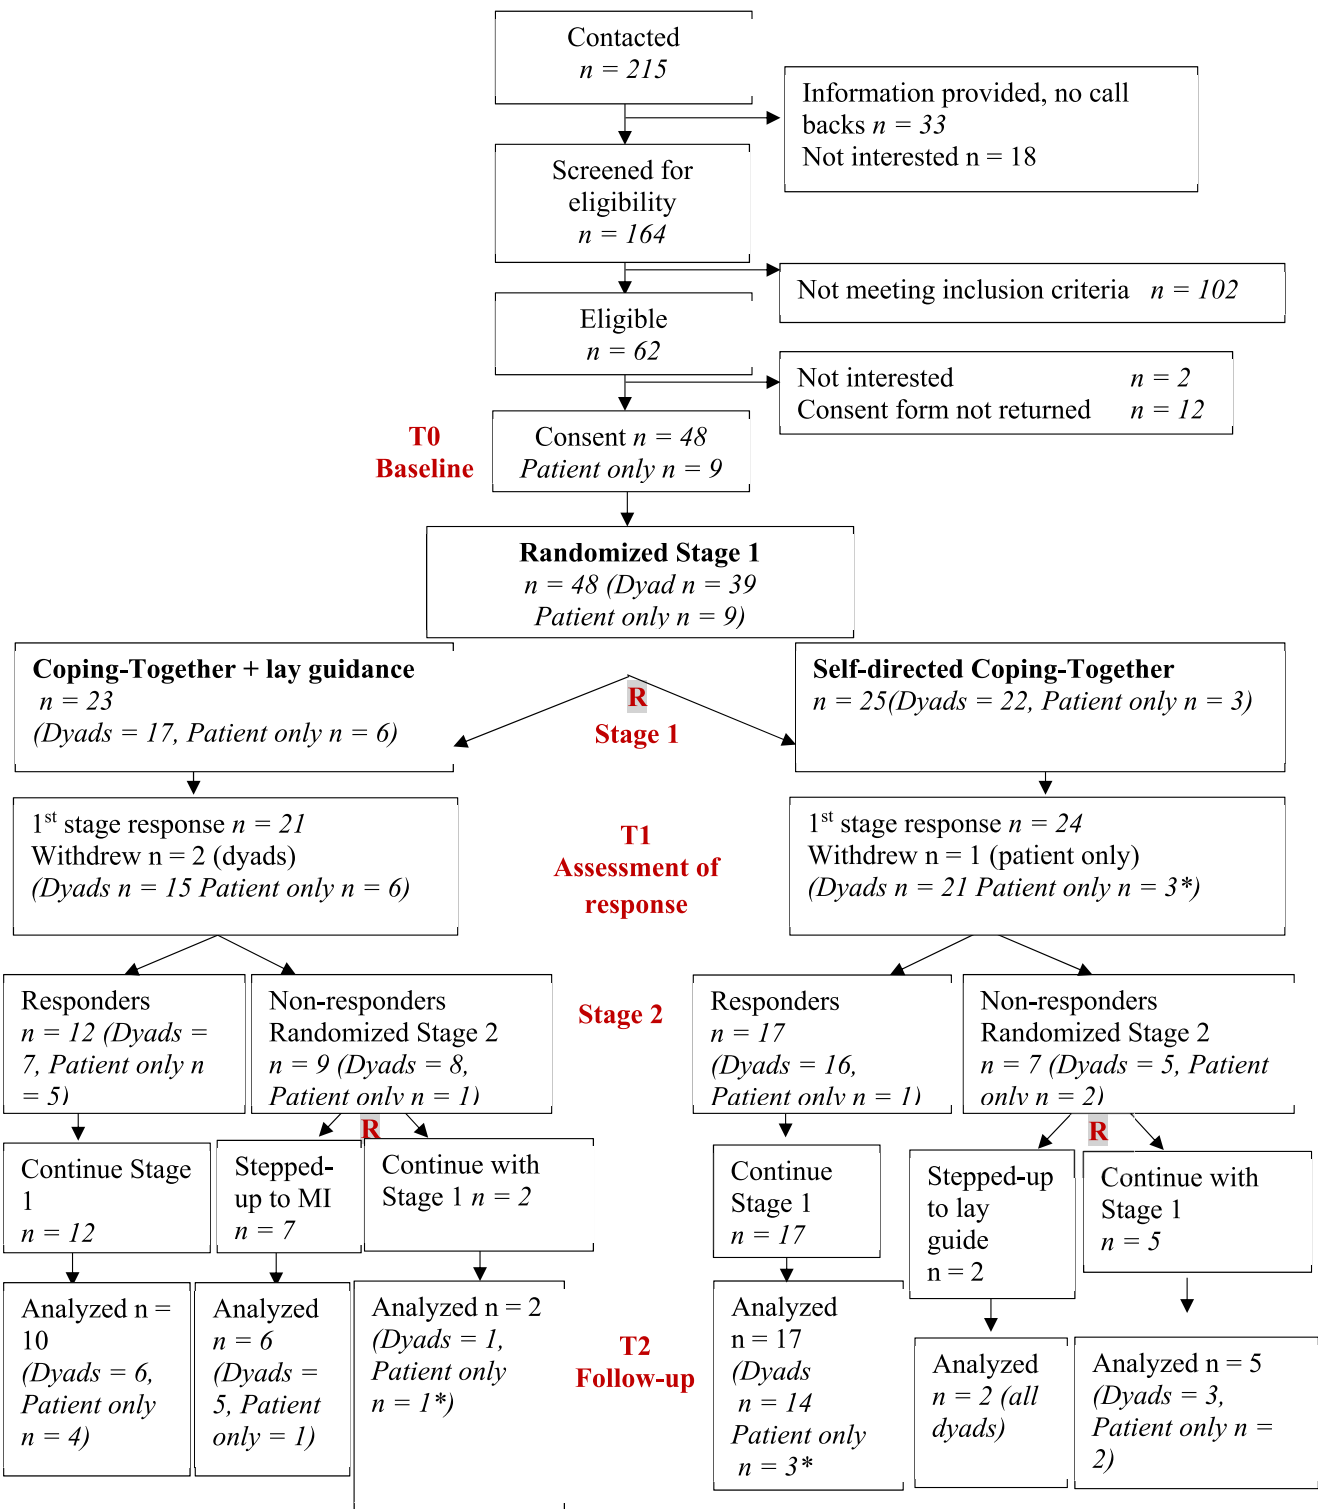 Contacted
n = 215
Information provided, no call
backs n = 33
Not interested n = 18
Screened for
eligibility
n = 164
Not meeting inclusion criteria n = 102
Eligible
n = 62
Not interested n = 2
Consent form not returned n = 12
T0
Baseline
Consent n = 48
Patient only n = 9
Randomized Stage 1
n = 48 (Dyad n = 39
Patient only n = 9)
Coping-Together + lay guidance
n = 23
(Dyads = 17, Patient only n = 6)
R
Stage 1
Self-directed Coping-Together
n = 25(Dyads = 22, Patient only n = 3)
1st stage response n = 21
Withdrew n = 2 (dyads)
(Dyads n = 15 Patient only n = 6)
T1
Assessment of
response
1st stage response n = 24
Withdrew n = 1 (patient only)
(Dyads n = 21 Patient only n = 3*)
Responders
n = 12 (Dyads =
7, Patient only n
= 5)
Non-responders
Randomized Stage 2
n = 9 (Dyads = 8,
Patient only n = 1)
R
Stage 2
Responders
n = 17
(Dyads = 16,
Patient only n = 1)
Non-responders
Randomized Stage 2
n = 7 (Dyads = 5, Patient
only n = 2)
R
Continue Stage
1
n = 12
Stepped-
up to MI
n = 7
Continue with
Stage 1 n = 2
Continue
Stage 1
n = 17
Stepped-up
to lay
guide
n = 2
Continue with
Stage 1
n = 5
Analyzed n =
10
(Dyads = 6,
Patient only
n = 4)
Analyzed
n = 6
(Dyads =
5, Patient
only = 1)
Analyzed n = 2
(Dyads = 1,
Patient only
n = 1*)
T2
Follow-up
Analyzed
n = 17
(Dyads
n = 14
Patient only
n = 3*
Analyzed
n = 2 (all
dyads)
Analyzed n = 5
(Dyads = 3,
Patient only n =
2)